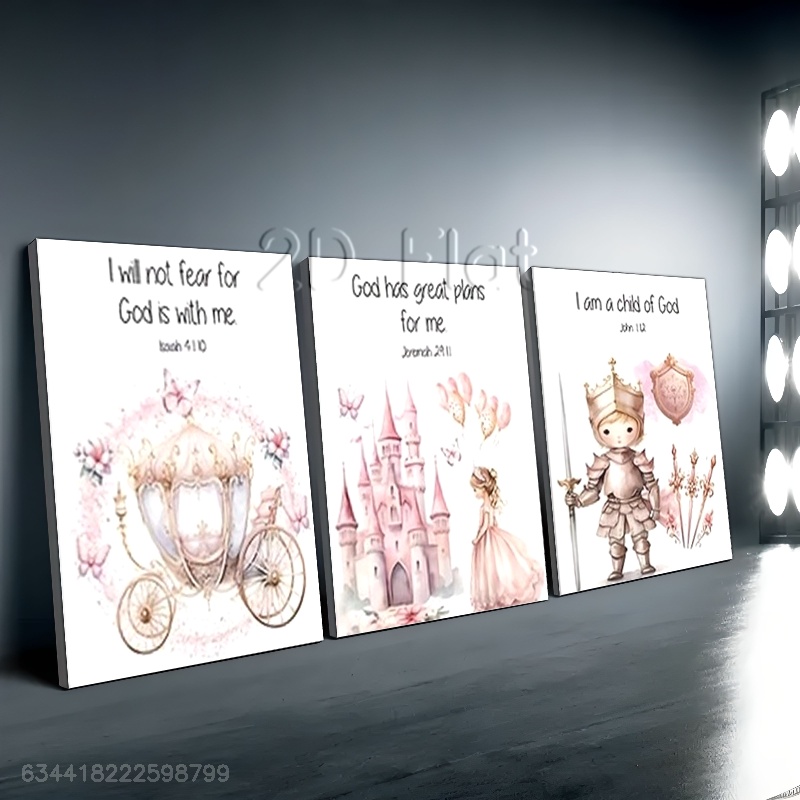 2D Flat
I will not fear for
God is with me.
Isaiah 41:10
God has great plans
for me
Jeremiah 29:11
I am a child of God
John 1:12
634418222598799